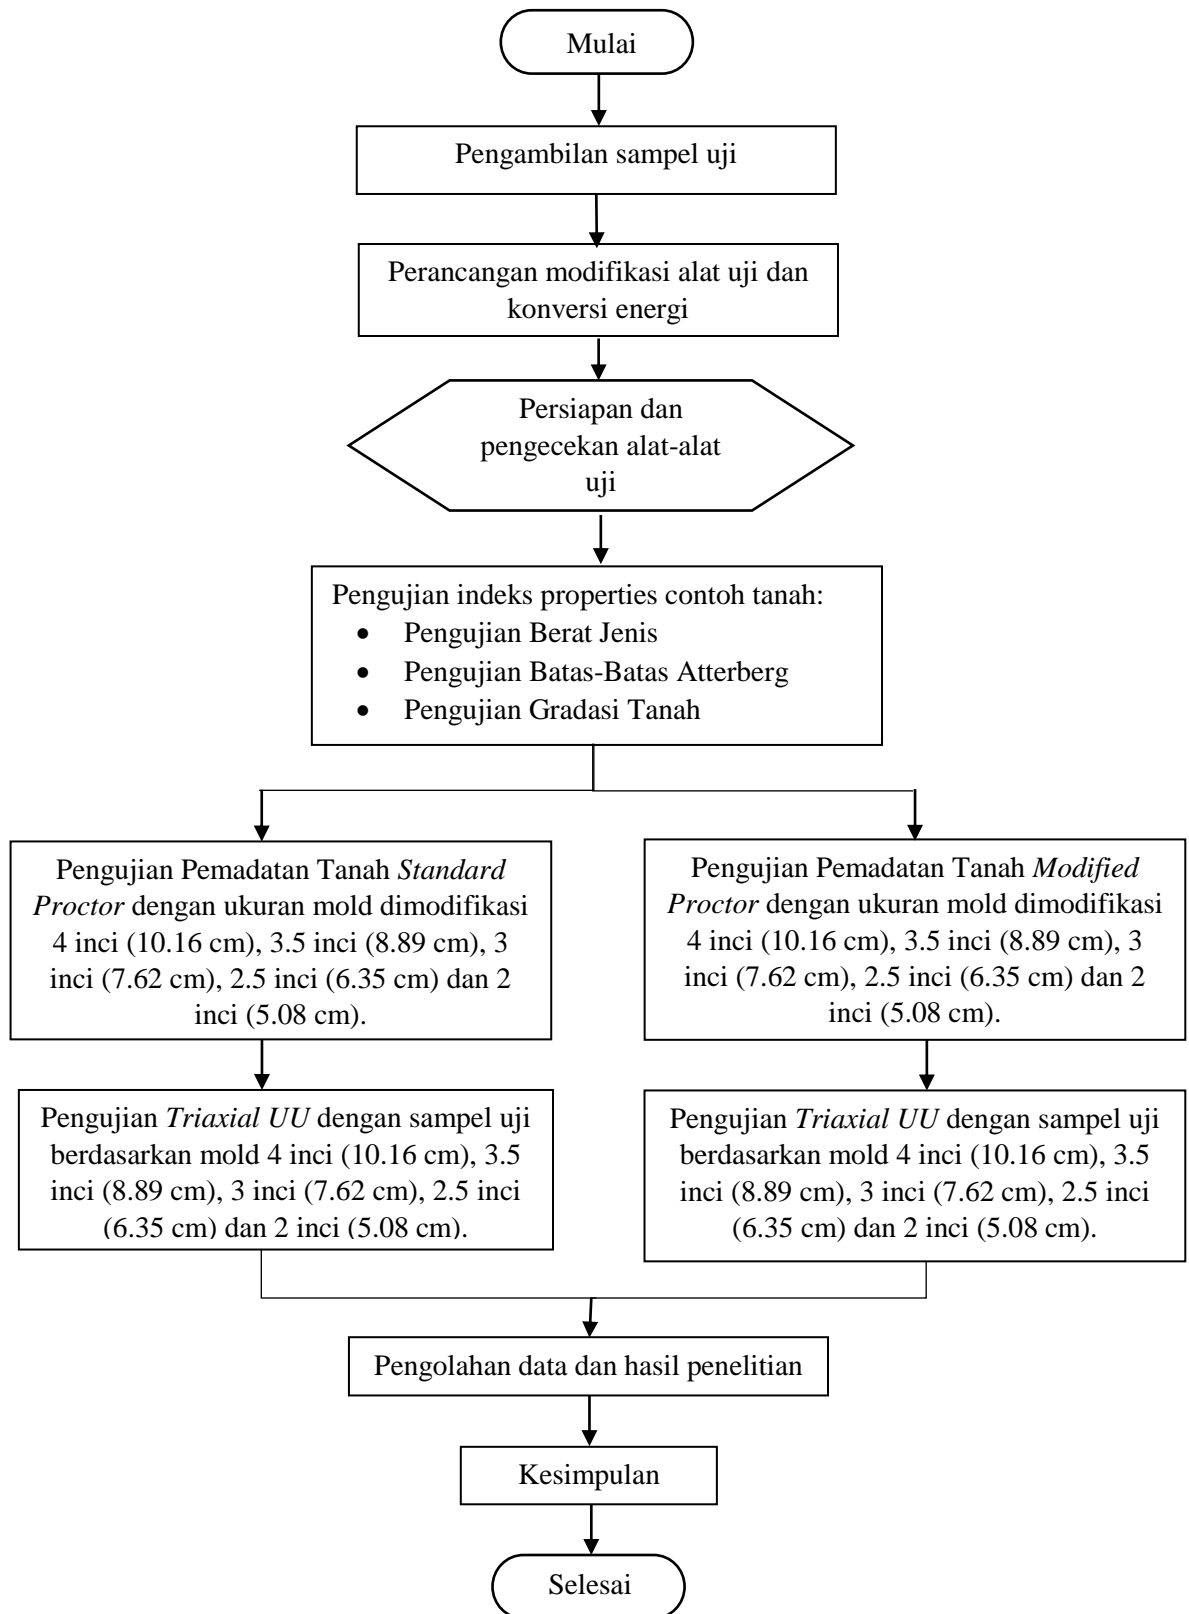 Mulai
Pengambilan sampel uji
Perancangan modifikasi alat uji dan
konversi energi
Persiapan dan
pengecekan alat-alat
uji
Pengujian indeks properties contoh tanah:
• Pengujian Berat Jenis
• Pengujian Batas-Batas Atterberg
• Pengujian Gradasi Tanah
Pengujian Pemadatan Tanah Standard
Proctor dengan ukuran mold dimodifikasi
4 inci (10.16 cm), 3.5 inci (8.89 cm), 3
inci (7.62 cm), 2.5 inci (6.35 cm) dan 2
inci (5.08 cm).
Pengujian Pemadatan Tanah Modified
Proctor dengan ukuran mold dimodifikasi
4 inci (10.16 cm), 3.5 inci (8.89 cm), 3
inci (7.62 cm), 2.5 inci (6.35 cm) dan 2
inci (5.08 cm).
Pengujian Triaxial UU dengan sampel uji
berdasarkan mold 4 inci (10.16 cm), 3.5
inci (8.89 cm), 3 inci (7.62 cm), 2.5 inci
(6.35 cm) dan 2 inci (5.08 cm).
Pengujian Triaxial UU dengan sampel uji
berdasarkan mold 4 inci (10.16 cm), 3.5
inci (8.89 cm), 3 inci (7.62 cm), 2.5 inci
(6.35 cm) dan 2 inci (5.08 cm).
Pengolahan data dan hasil penelitian
Kesimpulan
Selesai